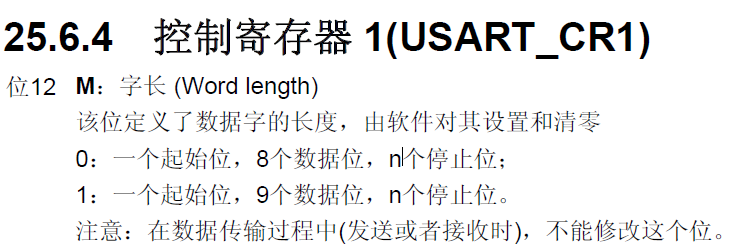 25.6.4 控制寄存器 1(USART_CR1)
位12 M：字长 (Word length)
该位定义了数据字的长度，由软件对其设置和清零
0：一个起始位，8个数据位，n个停止位；
1：一个起始位，9个数据位，n个停止位。
注意：在数据传输过程中(发送或者接收时)，不能修改这个位。